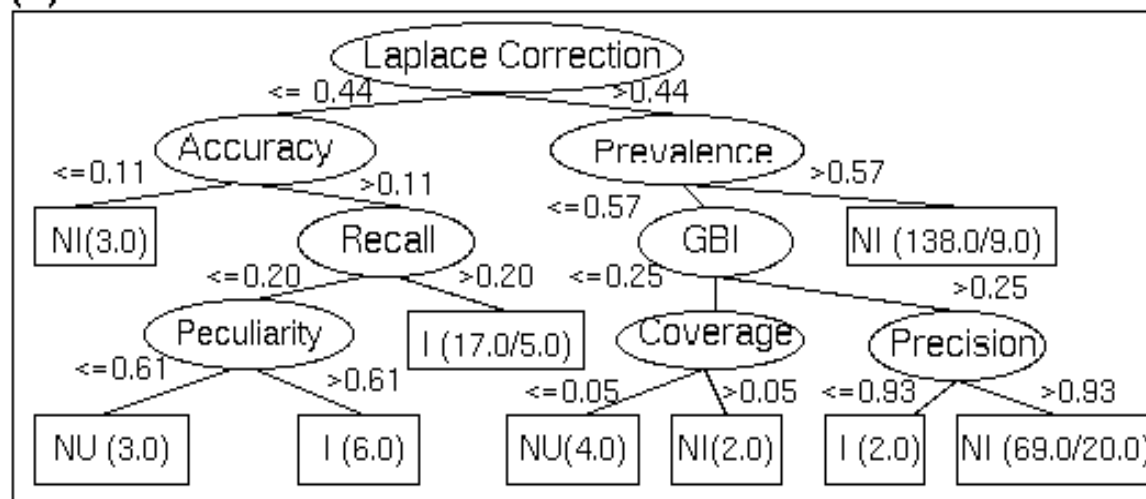 Laplace Correction
<= 0.44 >0.44
Accuracy Prevalence
<=0.11 >0.11 <=0.57 >0.57
NI(3.0) Recall GBI NI (138.0/9.0)
<=0.20 >0.20 <=0.25 >0.25
Peculiarity I (17.0/5.0) Coverage Precision
<=0.61 >0.61 <=0.05 >0.05 <=0.93 >0.93
NU (3.0) I (6.0) NU(4.0) NI(2.0) I (2.0) NI (69.0/20.0)